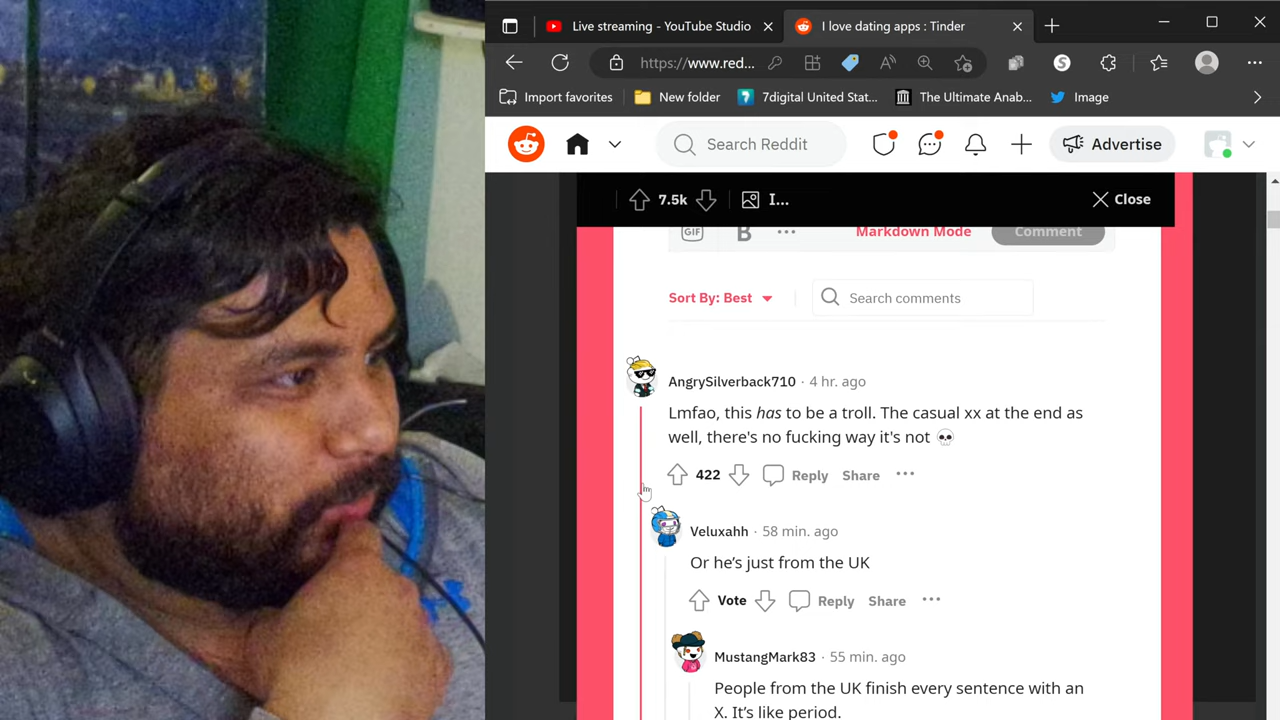 Live streaming - YouTube Studio
I love dating apps : Tinder
https://www.red...
Import favorites
New folder
7digital United Stat...
The Ultimate Anab...
Image
Search Reddit
Advertise
7.5k
I...
Close
GIF
B
Markdown Mode
Comment
Sort By: Best
Search comments
AngrySilverback710 · 4 hr. ago
Lmfao, this has to be a troll. The casual xx at the end as
well, there's no fucking way it's not 💀
422
Reply
Share
Veluxahh · 58 min. ago
Or he’s just from the UK
Vote
Reply
Share
MustangMark83 · 55 min. ago
People from the UK finish every sentence with an
X. It’s like period.